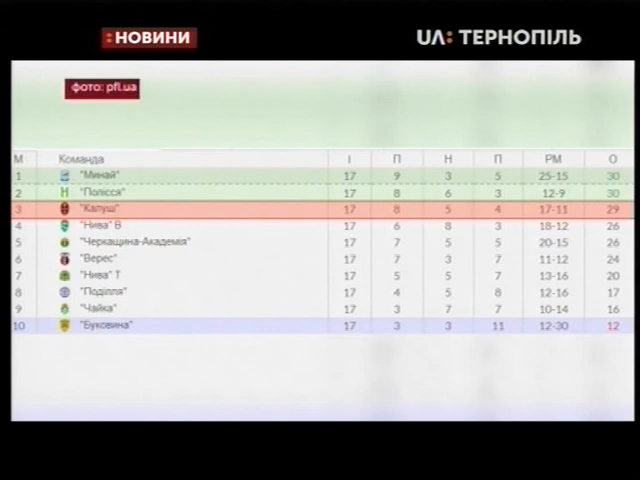 :НОВИНИ
UA: ТЕРНОПІЛЬ
фото: pfl.ua
М Команда І П Н П РМ О
1 "Минай" 17 9 3 5 25-15 30
2 "Полісся" 17 8 6 3 12-9 30
3 "Калуш" 17 8 5 4 17-11 29
4 "Нива" В 17 6 8 3 18-12 26
5 "Черкащина-Академія" 17 7 5 5 20-15 26
6 "Верес" 17 7 3 7 11-12 24
7 "Нива" Т 17 5 5 7 13-16 20
8 "Поділля" 17 4 5 8 12-16 17
9 "Чайка" 17 3 7 7 10-14 16
10 "Буковина" 17 3 3 11 12-30 12